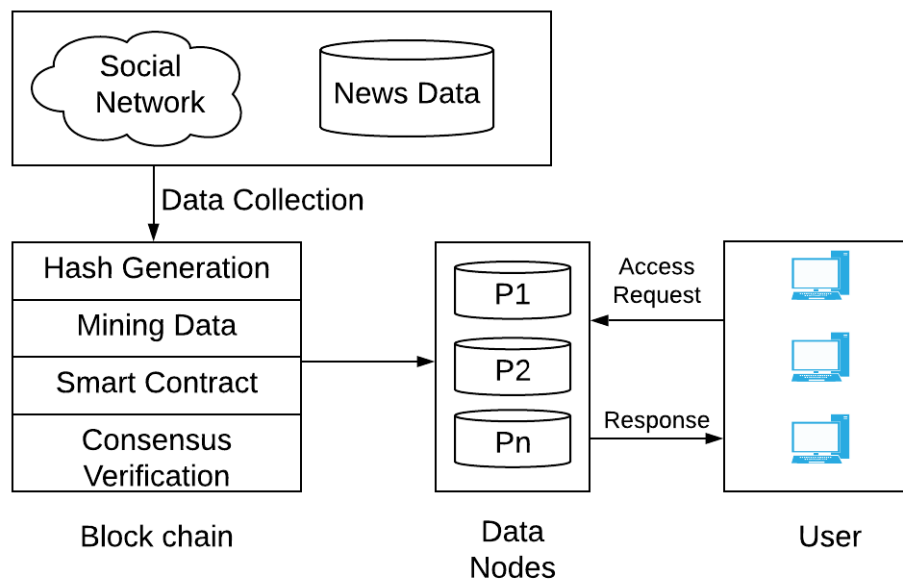 Social
Network
News Data
Data Collection
Hash Generation
Mining Data
Smart Contract
Consensus
Verification
Block chain
P1
P2
Pn
Data
Nodes
Access
Request
Response
User